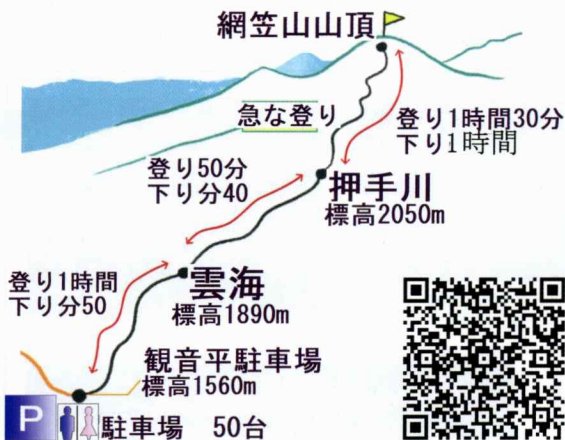 網笠山山頂
急な登り
登り1時間30分
下り1時間
登り50分
下り分40
押手川
標高2050m
登り1時間
下り分50
雲海
標高1890m
観音平駐車場
標高1560m
P
駐車場 50台